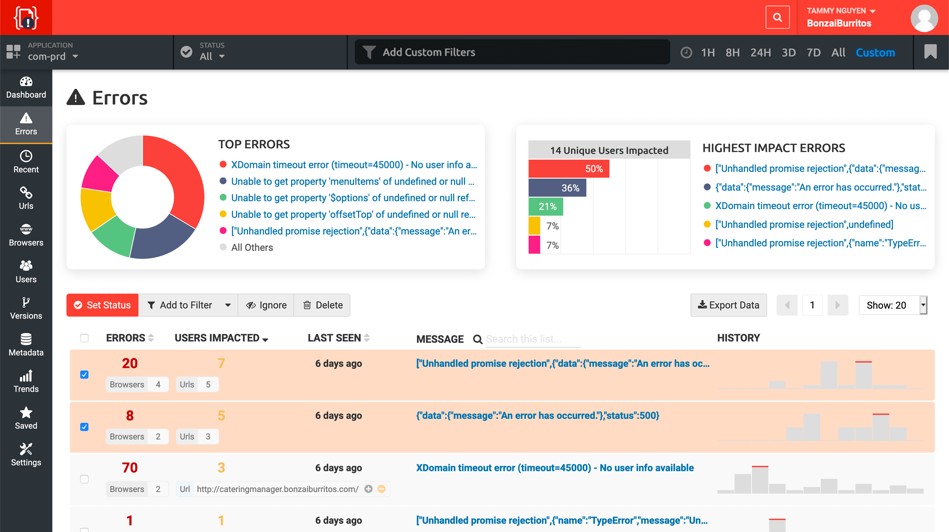 TAMMY NGUYEN
BonzaiBurritos
APPLICATION
com-prd
STATUS
All
Add Custom Filters
1H 8H 24H 3D 7D All Custom
Dashboard
Errors
Recent
Urls
Browsers
Users
Versions
Metadata
Trends
Saved
Settings
Errors
TOP ERRORS
XDomain timeout error (timeout=45000) - No user info a...
Unable to get property 'menuItems' of undefined or null ...
Unable to get property '$options' of undefined or null ref...
Unable to get property 'offsetTop' of undefined or null re...
["Unhandled promise rejection",{"data":{"message":"An er...
All Others
14 Unique Users Impacted
50%
36%
21%
7%
7%
HIGHEST IMPACT ERRORS
["Unhandled promise rejection",{"data":{"messag...
{"data":{"message":"An error has occurred."},"stat...
XDomain timeout error (timeout=45000) - No us...
["Unhandled promise rejection",undefined]
["Unhandled promise rejection",{"name":"TypeErr...
Set Status
Add to Filter
Ignore
Delete
Export Data
1
Show: 20
ERRORS USERS IMPACTED LAST SEEN MESSAGE Search this list... HISTORY
20 7 6 days ago ["Unhandled promise rejection",{"data":{"message":"An error has oc...
Browsers 4 Urls 5
8 5 6 days ago {"data":{"message":"An error has occurred."},"status":500}
Browsers 2 Urls 3
70 3 6 days ago XDomain timeout error (timeout=45000) - No user info available
Browsers 2 Url http://cateringmanager.bonzaiburritos.com/
1 1 6 days ago ["Unhandled promise rejection",{"name":"TypeError","message":"Un...